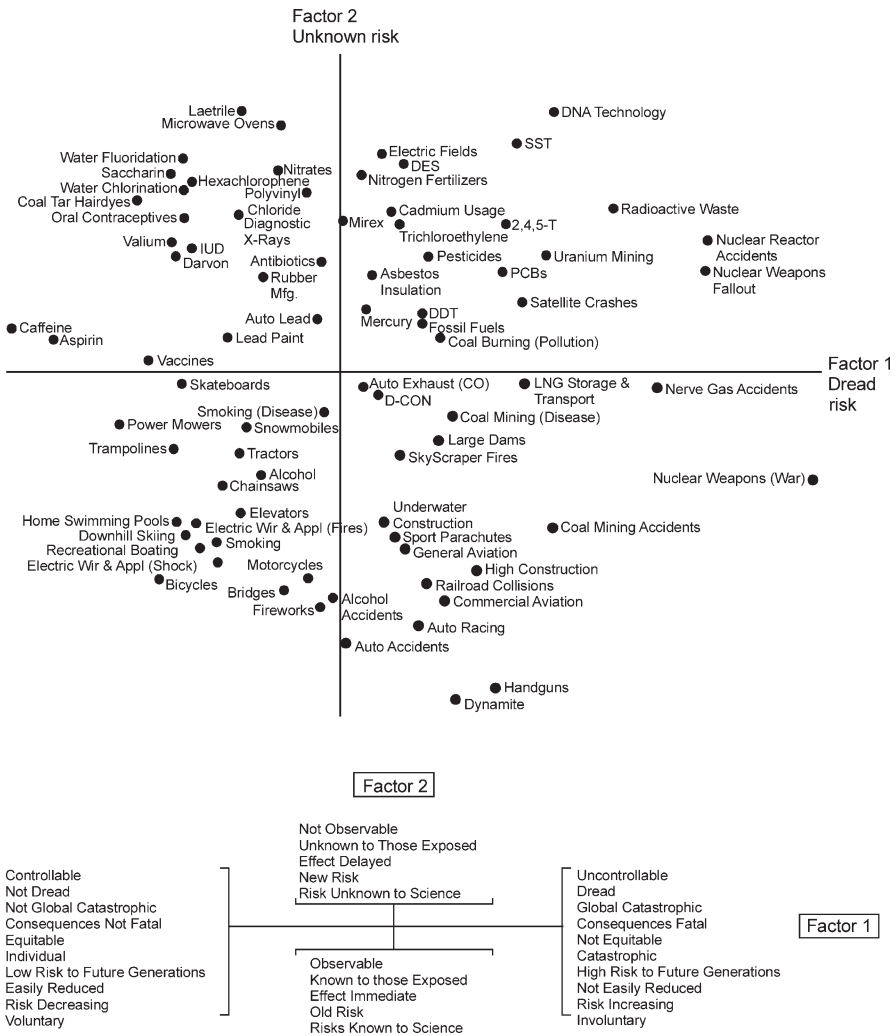 Factor 2
Unknown risk
Laetrile
Microwave Ovens
DNA Technology
SST
Electric Fields
DES
Nitrogen Fertilizers
Water Fluoridation
Saccharin
Water Chlorination
Coal Tar Hairdyes
Oral Contraceptives
Nitrates
Hexachlorophene
Polyvinyl
Chloride
Diagnostic
X-Rays
Valium
IUD
Darvon
Mirex
Cadmium Usage
Trichloroethylene
2,4,5-T
Radioactive Waste
Antibiotics
Rubber
Mfg.
Pesticides
Uranium Mining
Nuclear Reactor
Accidents
Asbestos
Insulation
PCBs
Nuclear Weapons
Fallout
Satellite Crashes
Auto Lead
Mercury
DDT
Fossil Fuels
Caffeine
Aspirin
Lead Paint
Coal Burning (Pollution)
Vaccines
Factor 1
Dread
risk
Skateboards
Auto Exhaust (CO)
D-CON
LNG Storage &
Transport
Nerve Gas Accidents
Smoking (Disease)
Power Mowers
Snowmobiles
Coal Mining (Disease)
Trampolines
Tractors
Large Dams
SkyScraper Fires
Alcohol
Chainsaws
Nuclear Weapons (War)
Elevators
Home Swimming Pools
Electric Wir & Appl (Fires)
Downhill Skiing
Smoking
Recreational Boating
Electric Wir & Appl (Shock)
Motorcycles
Bicycles
Bridges
Fireworks
Underwater
Construction
Sport Parachutes
General Aviation
Coal Mining Accidents
High Construction
Railroad Collisions
Alcohol
Accidents
Commercial Aviation
Auto Racing
Auto Accidents
Handguns
Dynamite
Factor 2
Not Observable
Unknown to Those Exposed
Effect Delayed
New Risk
Risk Unknown to Science
Controllable
Not Dread
Not Global Catastrophic
Consequences Not Fatal
Equitable
Individual
Low Risk to Future Generations
Easily Reduced
Risk Decreasing
Voluntary
Uncontrollable
Dread
Global Catastrophic
Consequences Fatal
Not Equitable
Catastrophic
High Risk to Future Generations
Not Easily Reduced
Risk Increasing
Involuntary
Factor 1
Observable
Known to those Exposed
Effect Immediate
Old Risk
Risks Known to Science